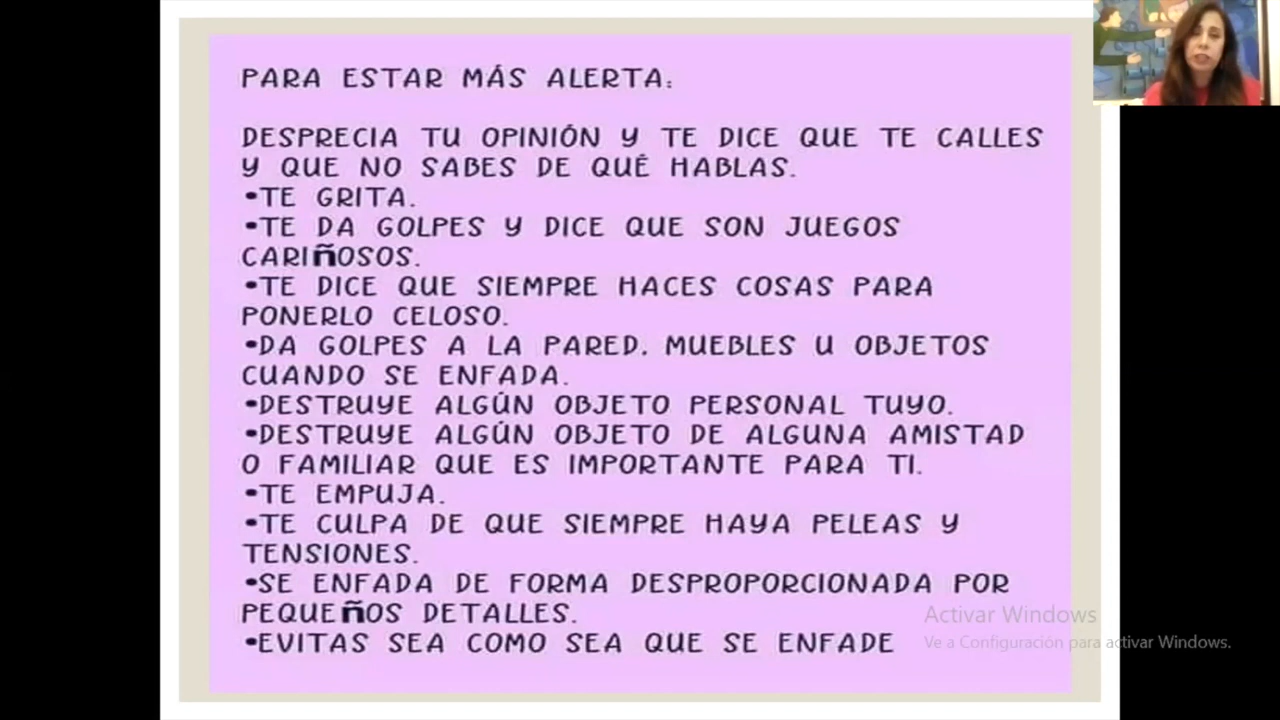 PARA ESTAR MÁS ALERTA:
DESPRECIA TU OPINIÓN Y TE DICE QUE TE CALLES
Y QUE NO SABES DE QUÉ HABLAS.
•TE GRITA.
•TE DA GOLPES Y DICE QUE SON JUEGOS
CARIÑOSOS.
•TE DICE QUE SIEMPRE HACES COSAS PARA
PONERLO CELOSO.
•DA GOLPES A LA PARED. MUEBLES U OBJETOS
CUANDO SE ENFADA.
•DESTRUYE ALGÚN OBJETO PERSONAL TUYO.
•DESTRUYE ALGÚN OBJETO DE ALGUNA AMISTAD
O FAMILIAR QUE ES IMPORTANTE PARA TI.
•TE EMPUJA.
•TE CULPA DE QUE SIEMPRE HAYA PELEAS Y
TENSIONES.
•SE ENFADA DE FORMA DESPROPORCIONADA POR
PEQUEÑOS DETALLES.
•EVITAS SEA COMO SEA QUE SE ENFADE
Activar Windows
Ve a Configuración para activar Windows.